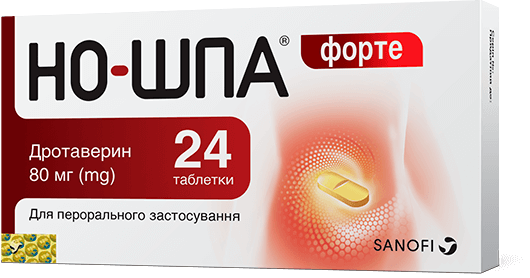 НО-ШПА®
форте
Дротаверин
80 мг (mg)
24
таблетки
Для перорального застосування
SANOFI